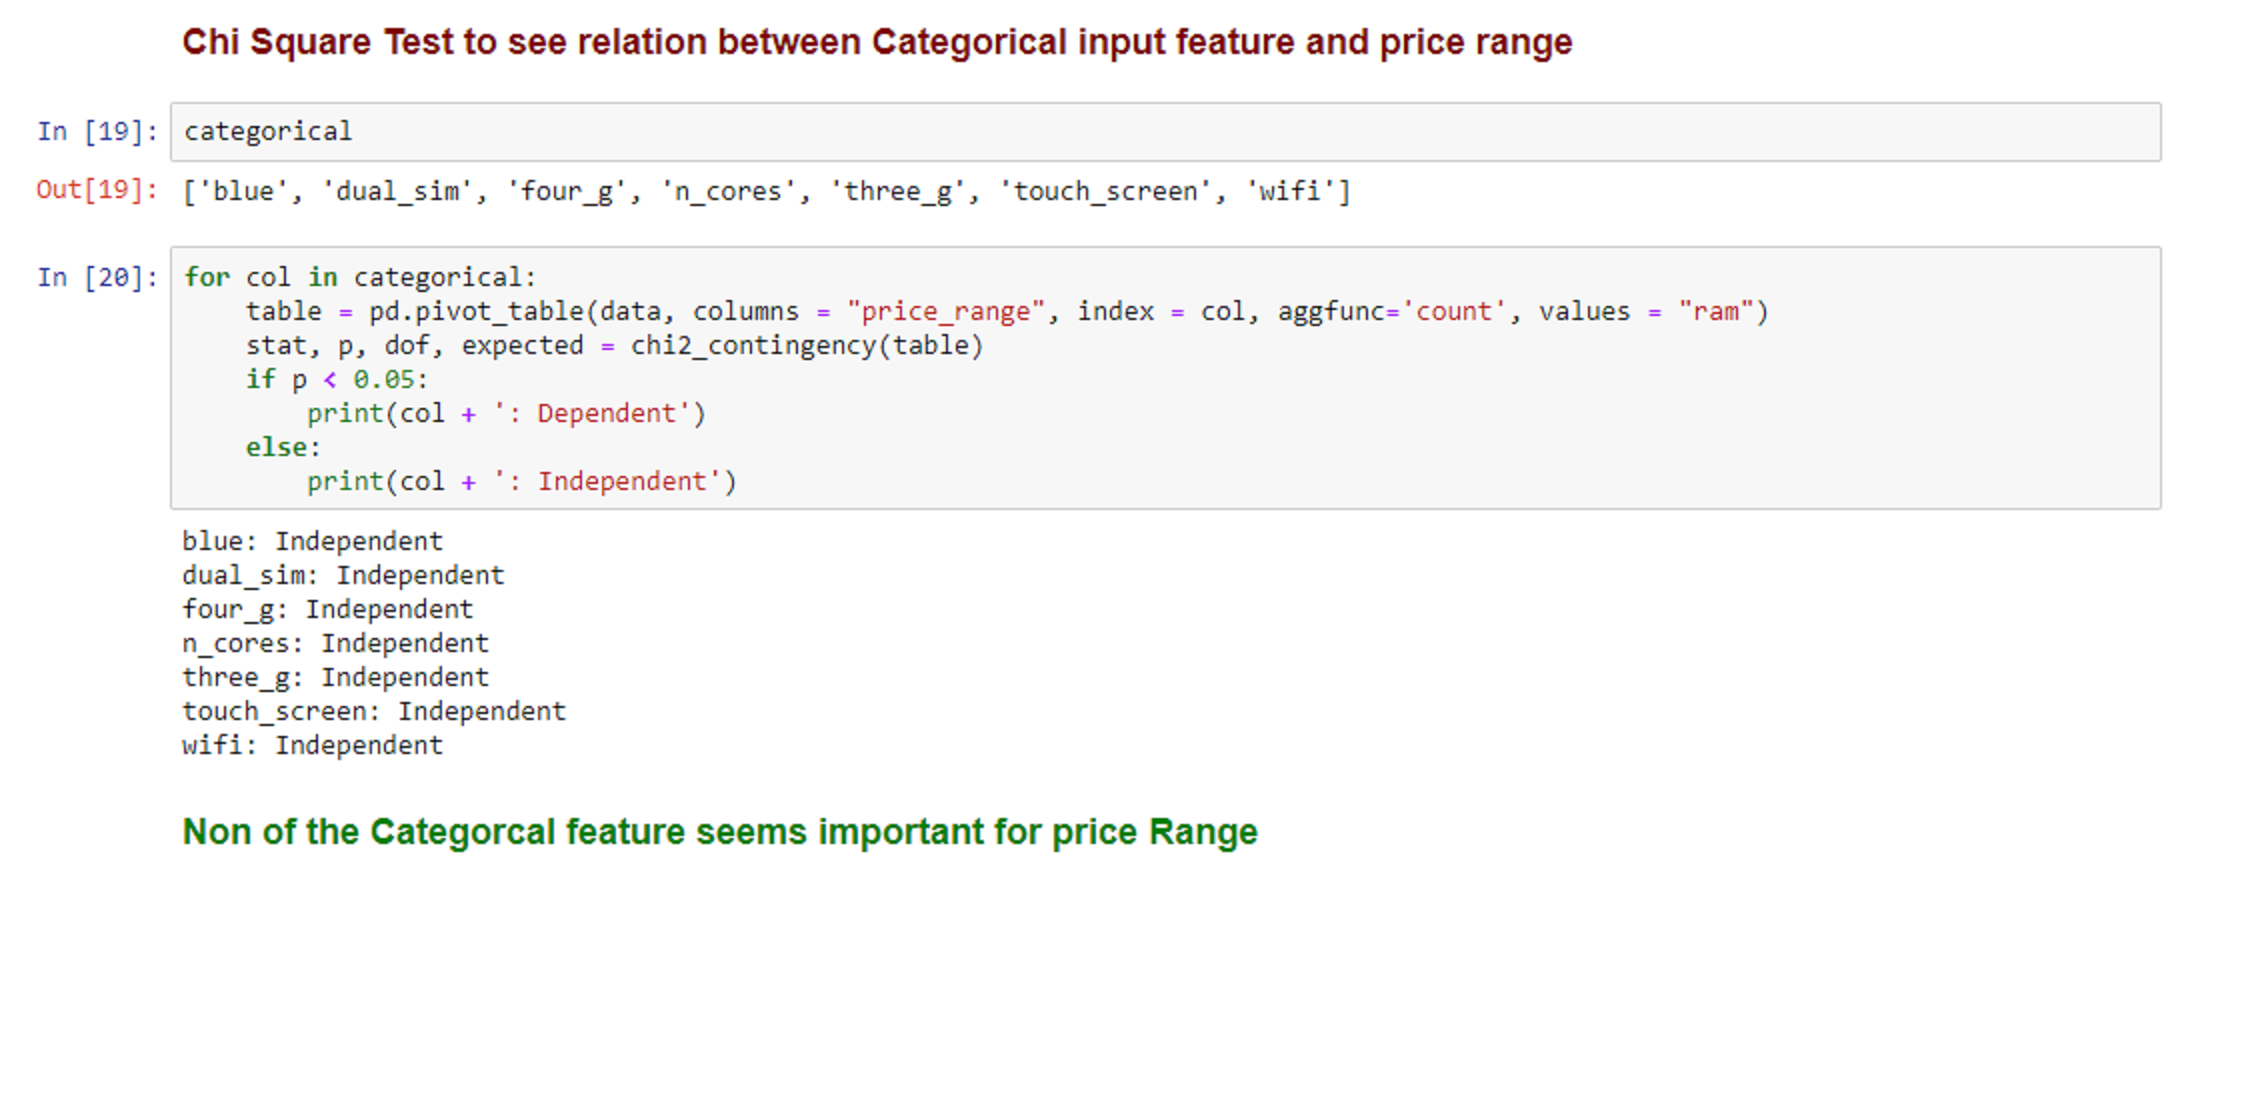 Chi Square Test to see relation between Categorical input feature and price range
In [19]: categorical
Out[19]: ['blue', 'dual_sim', 'four_g', 'n_cores', 'three_g', 'touch_screen', 'wifi']
In [20]: for col in categorical:
    table = pd.pivot_table(data, columns = "price_range", index = col, aggfunc='count', values = "ram")
    stat, p, dof, expected = chi2_contingency(table)
    if p < 0.05:
        print(col + ': Dependent')
    else:
        print(col + ': Independent')
blue: Independent
dual_sim: Independent
four_g: Independent
n_cores: Independent
three_g: Independent
touch_screen: Independent
wifi: Independent
Non of the Categorcal feature seems important for price Range